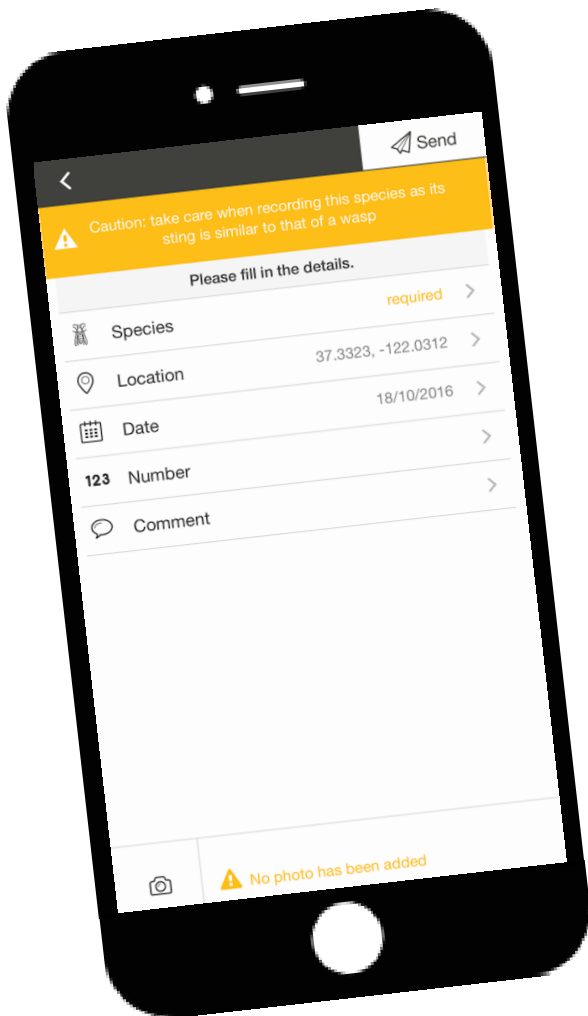 Send
Caution: take care when recording this species as its
sting is similar to that of a wasp
Please fill in the details.
Species required
Location 37.3323, -122.0312
Date 18/10/2016
123 Number
Comment
No photo has been added